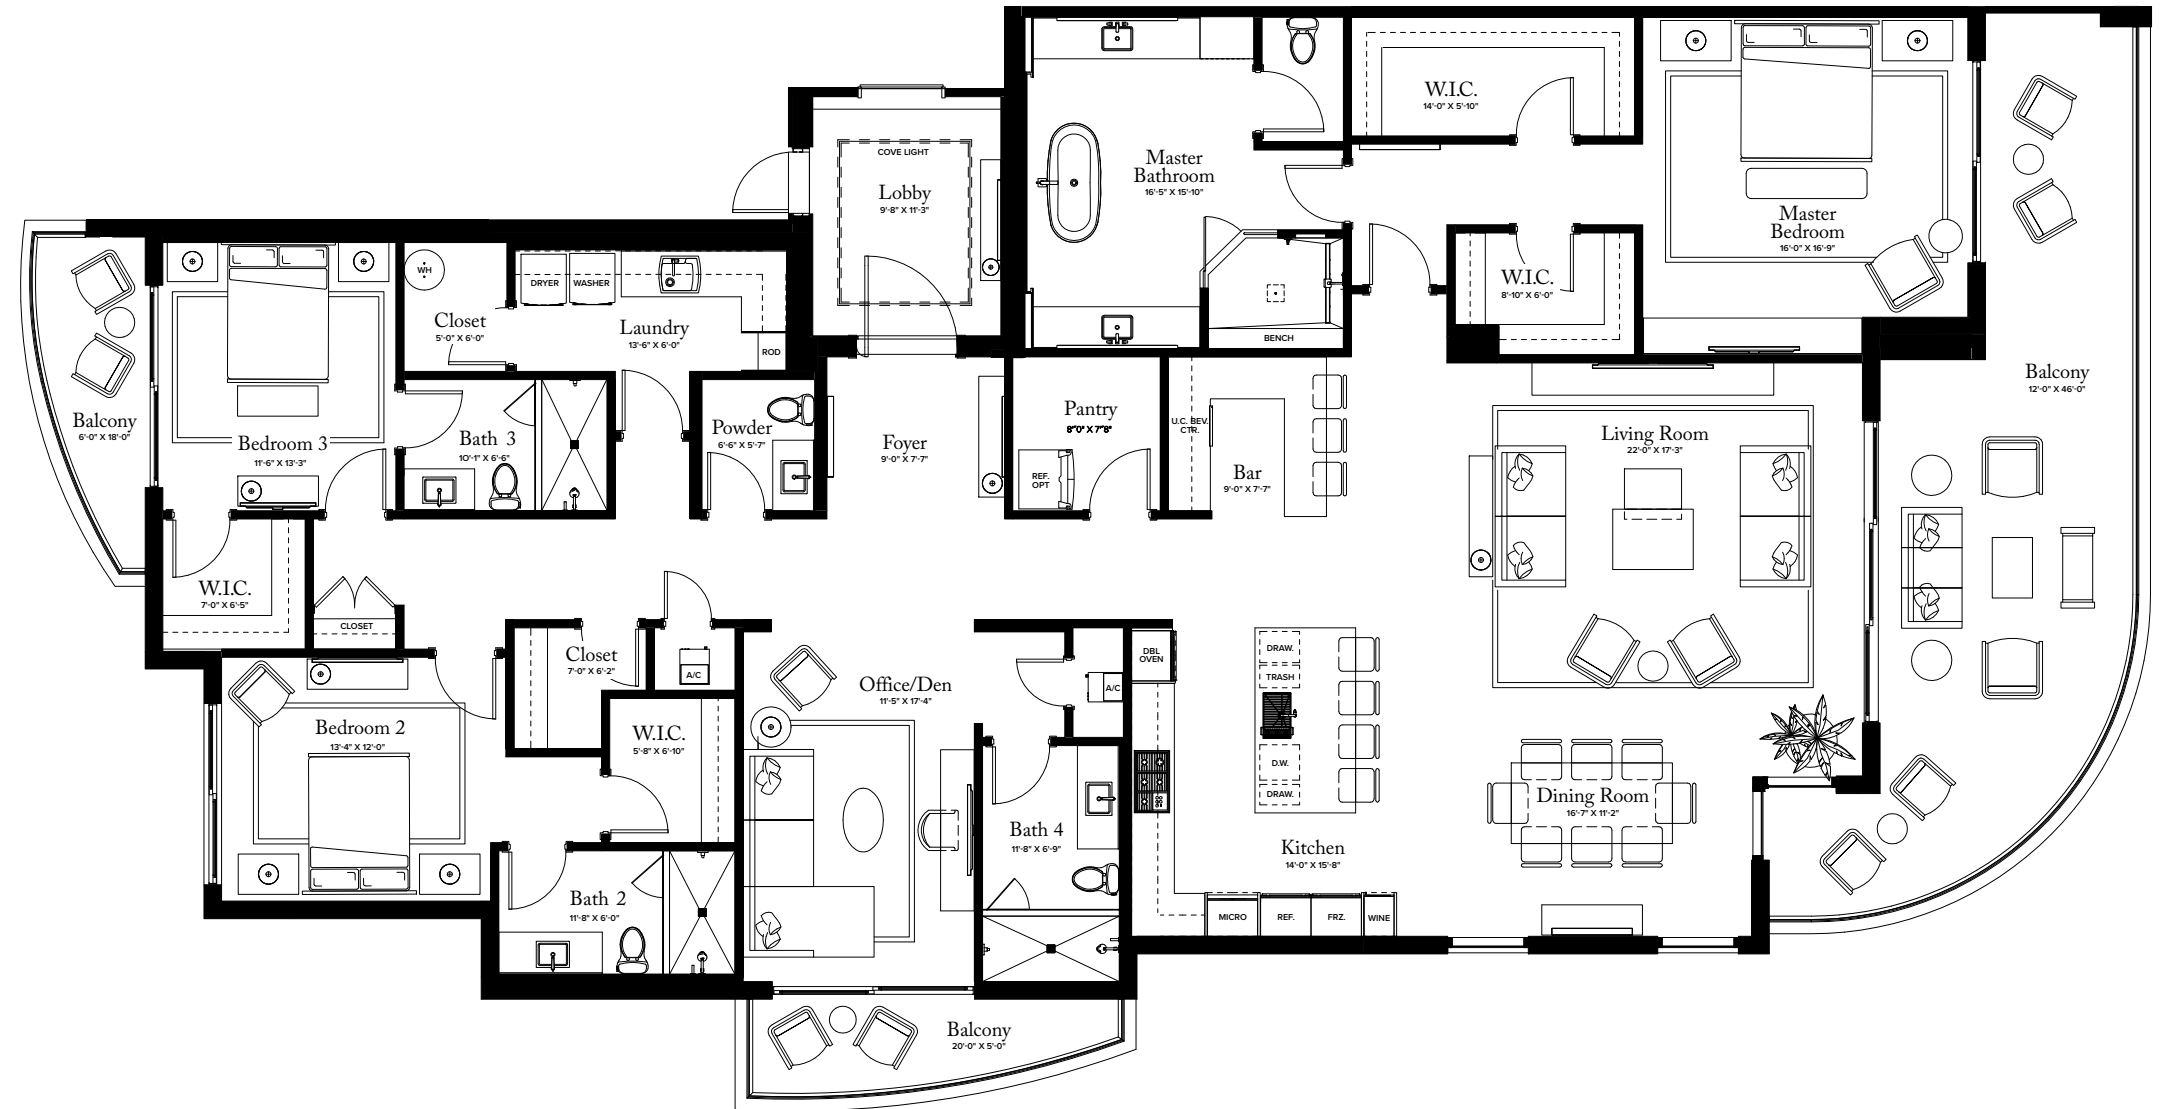 W.I.C.
14'-0" X 5'-10"
COVE LIGHT
Lobby
9'-8" X 11'-3"
Master
Bathroom
16'-5" X 15'-10"
Master
Bedroom
16'-0" X 16'-9"
W.I.C.
8'-10" X 6'-0"
WH
DRYER
WASHER
Closet
5'-0" X 6'-0"
Laundry
13'-6" X 6'-0"
ROD
BENCH
Balcony
12'-0" X 46'-0"
Balcony
6'-0" X 18'-0"
Bedroom 3
11'-6" X 13'-3"
Bath 3
10'-1" X 6'-6"
Powder
6'-6" X 5'-7"
Foyer
9'-0" X 7'-7"
Pantry
REF.
OPT
U.C. BEV.
CTR.
Bar
9'-0" X 7'-7"
Living Room
22'-0" X 17'-3"
W.I.C.
7'-0" X 6'-5"
CLOSET
Closet
7'-0" X 6'-2"
A/C
Office/Den
11'-5" X 17'-4"
A/C
DBL
OVEN
DRAW.
TRASH
D.W.
DRAW.
Bedroom 2
13'-4" X 12'-0"
W.I.C.
5'-8" X 6'-10"
Dining Room
16'-7" X 11'-2"
Bath 4
11'-8" X 6'-9"
Kitchen
14'-0" X 15'-8"
Bath 2
11'-8" X 6'-0"
MICRO
REF.
FRZ.
WINE
Balcony
20'-0" X 5'-0"